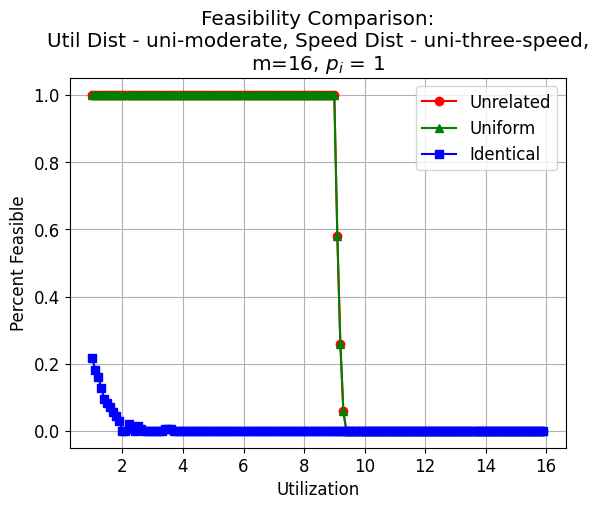 Feasibility Comparison:
Util Dist - uni-moderate, Speed Dist - uni-three-speed,
m=16, pᵢ = 1
1.0
0.8
0.6
0.4
0.2
0.0
Percent Feasible
Unrelated
Uniform
Identical
2 4 6 8 10 12 14 16
Utilization